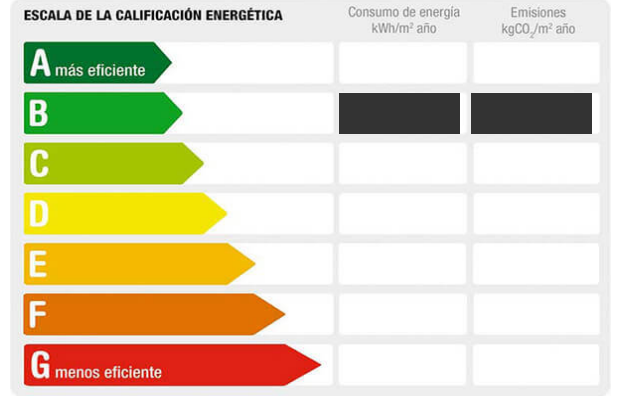 ESCALA DE LA CALIFICACIÓN ENERGÉTICA
Consumo de energía
kWh/m² año
Emisiones
kgCO₂/m² año
A más eficiente
B
C
D
E
F
G menos eficiente